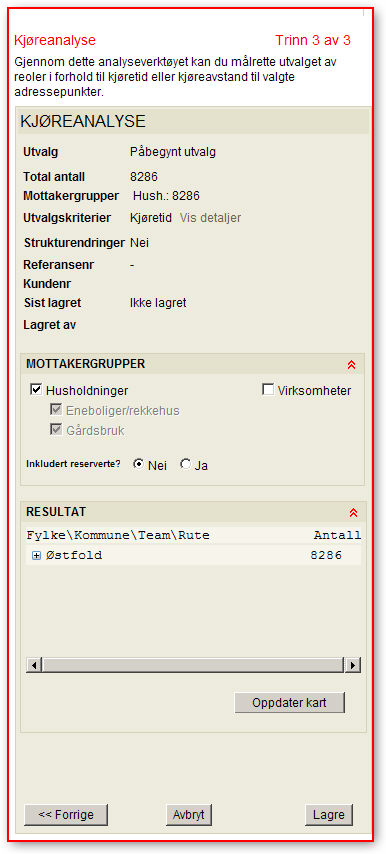 Kjøreanalyse Trinn 3 av 3
Gjennom dette analyseverktøyet kan du målrette utvalget av
reoler i forhold til kjøretid eller kjøreavstand til valgte
adressepunkter.
KJØREANALYSE
Utvalg Påbegynt utvalg
Total antall 8286
Mottakergrupper Hush.: 8286
Utvalgskriterier Kjøretid Vis detaljer
Strukturendringer Nei
Referansenr -
Kundenr
Sist lagret Ikke lagret
Lagret av
MOTTAKERGRUPPER
Husholdninger Virksomheter
Eneboliger/rekkehus
Gårdsbruk
Inkludert reserverte? Nei Ja
RESULTAT
Fylke\Kommune\Team\Rute Antall
Østfold 8286
Oppdater kart
<< Forrige Avbryt Lagre